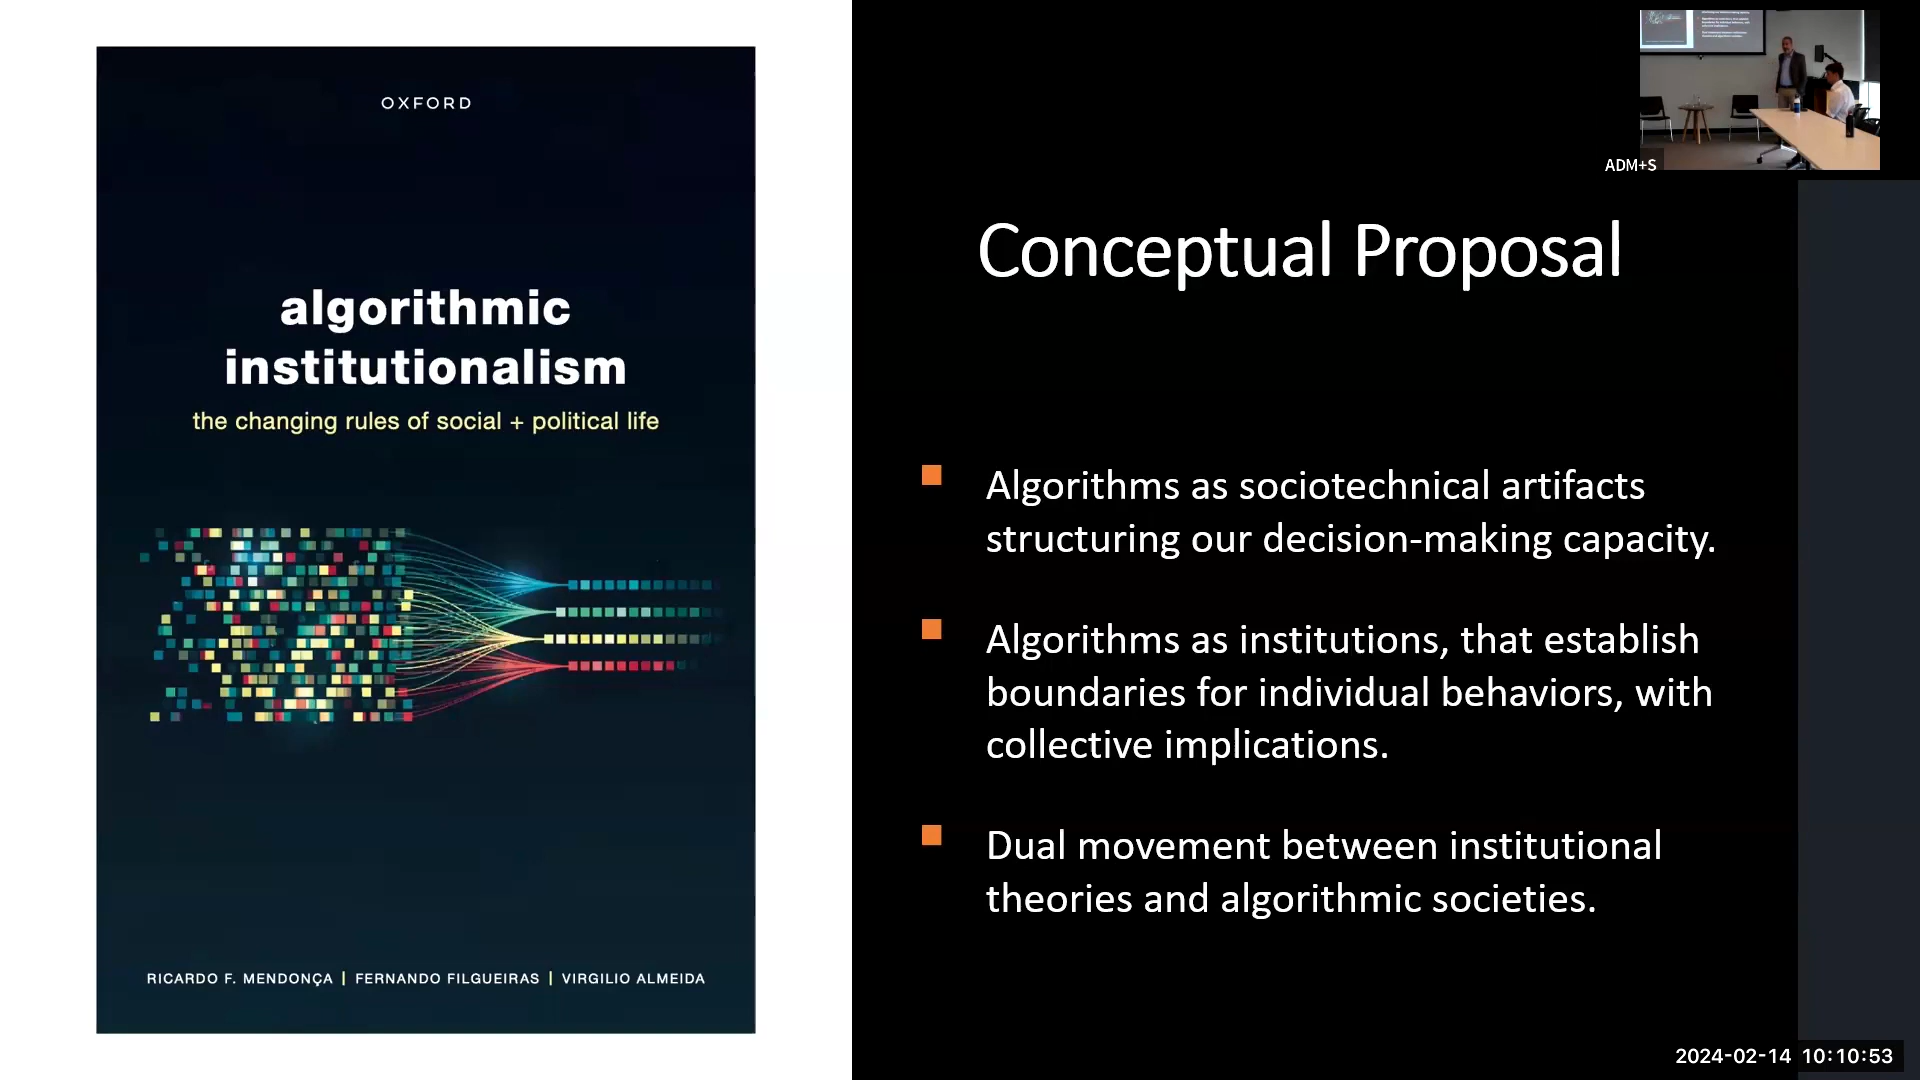 OXFORD
algorithmic
institutionalism
the changing rules of social + political life
RICARDO F. MENDONÇA | FERNANDO FILGUEIRAS | VIRGILIO ALMEIDA
ADM+S
Conceptual Proposal
Algorithms as sociotechnical artifacts
structuring our decision-making capacity.
Algorithms as institutions, that establish
boundaries for individual behaviors, with
collective implications.
Dual movement between institutional
theories and algorithmic societies.
2024-02-14 10:10:53